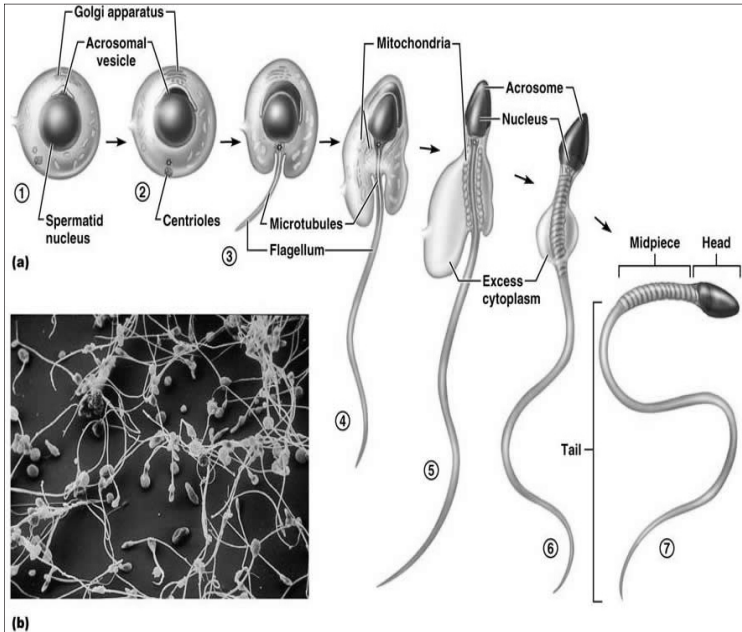 Golgi apparatus
Acrosomal
vesicle
Mitochondria
Acrosome
Nucleus
①
②
Spermatid
nucleus
Centrioles
Microtubules
③
Flagellum
(a)
Excess
cytoplasm
Midpiece
Head
④
⑤
Tail
⑥
⑦
(b)